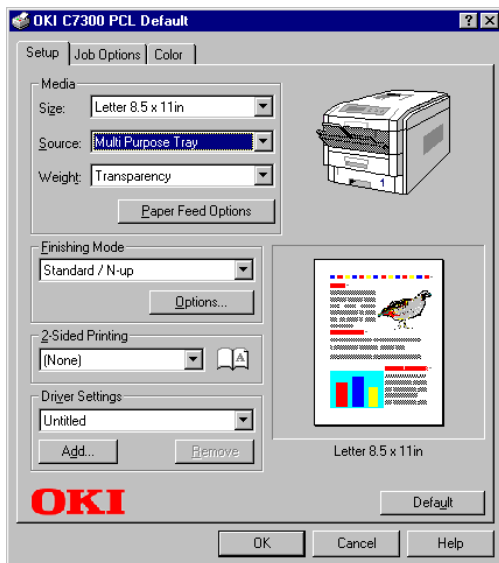 OKI C7300 PCL Default
Setup Job Options Color
Media
Size: Letter 8.5 x 11in
Source: Multi Purpose Tray
Weight: Transparency
Paper Feed Options
1
Finishing Mode
Standard / N-up
Options...
2-Sided Printing
(None)
A
Driver Settings
Untitled
Add... Remove
Letter 8.5 x 11in
OKI
Default
OK Cancel Help